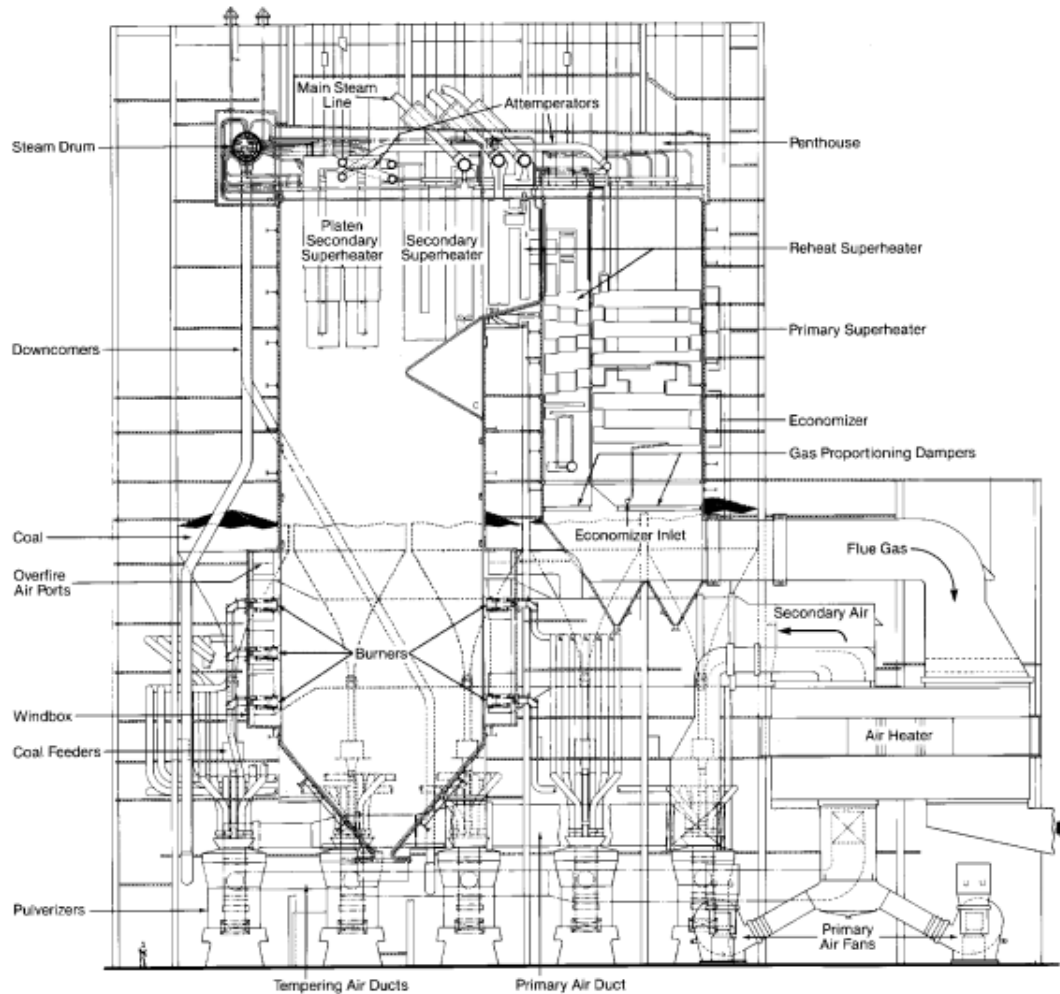 Main Steam
Line
Attemperators
Steam Drum
Penthouse
Platen
Secondary
Superheater
Secondary
Superheater
Reheat Superheater
Primary Superheater
Downcomers
Economizer
Gas Proportioning Dampers
Coal
Economizer Inlet
Flue Gas
Overfire
Air Ports
Secondary Air
Burners
Windbox
Air Heater
Coal Feeders
Pulverizers
Primary
Air Fans
Tempering Air Ducts
Primary Air Duct